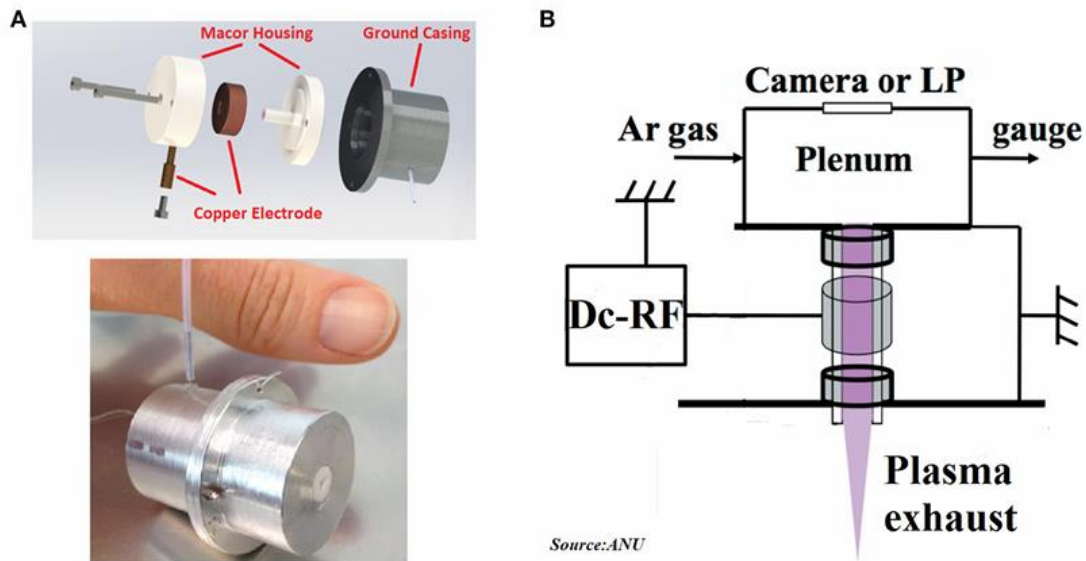 A
Macor Housing
Ground Casing
Copper Electrode
B
Camera or LP
Ar gas
gauge
Plenum
Dc-RF
Plasma
exhaust
Source:ANU